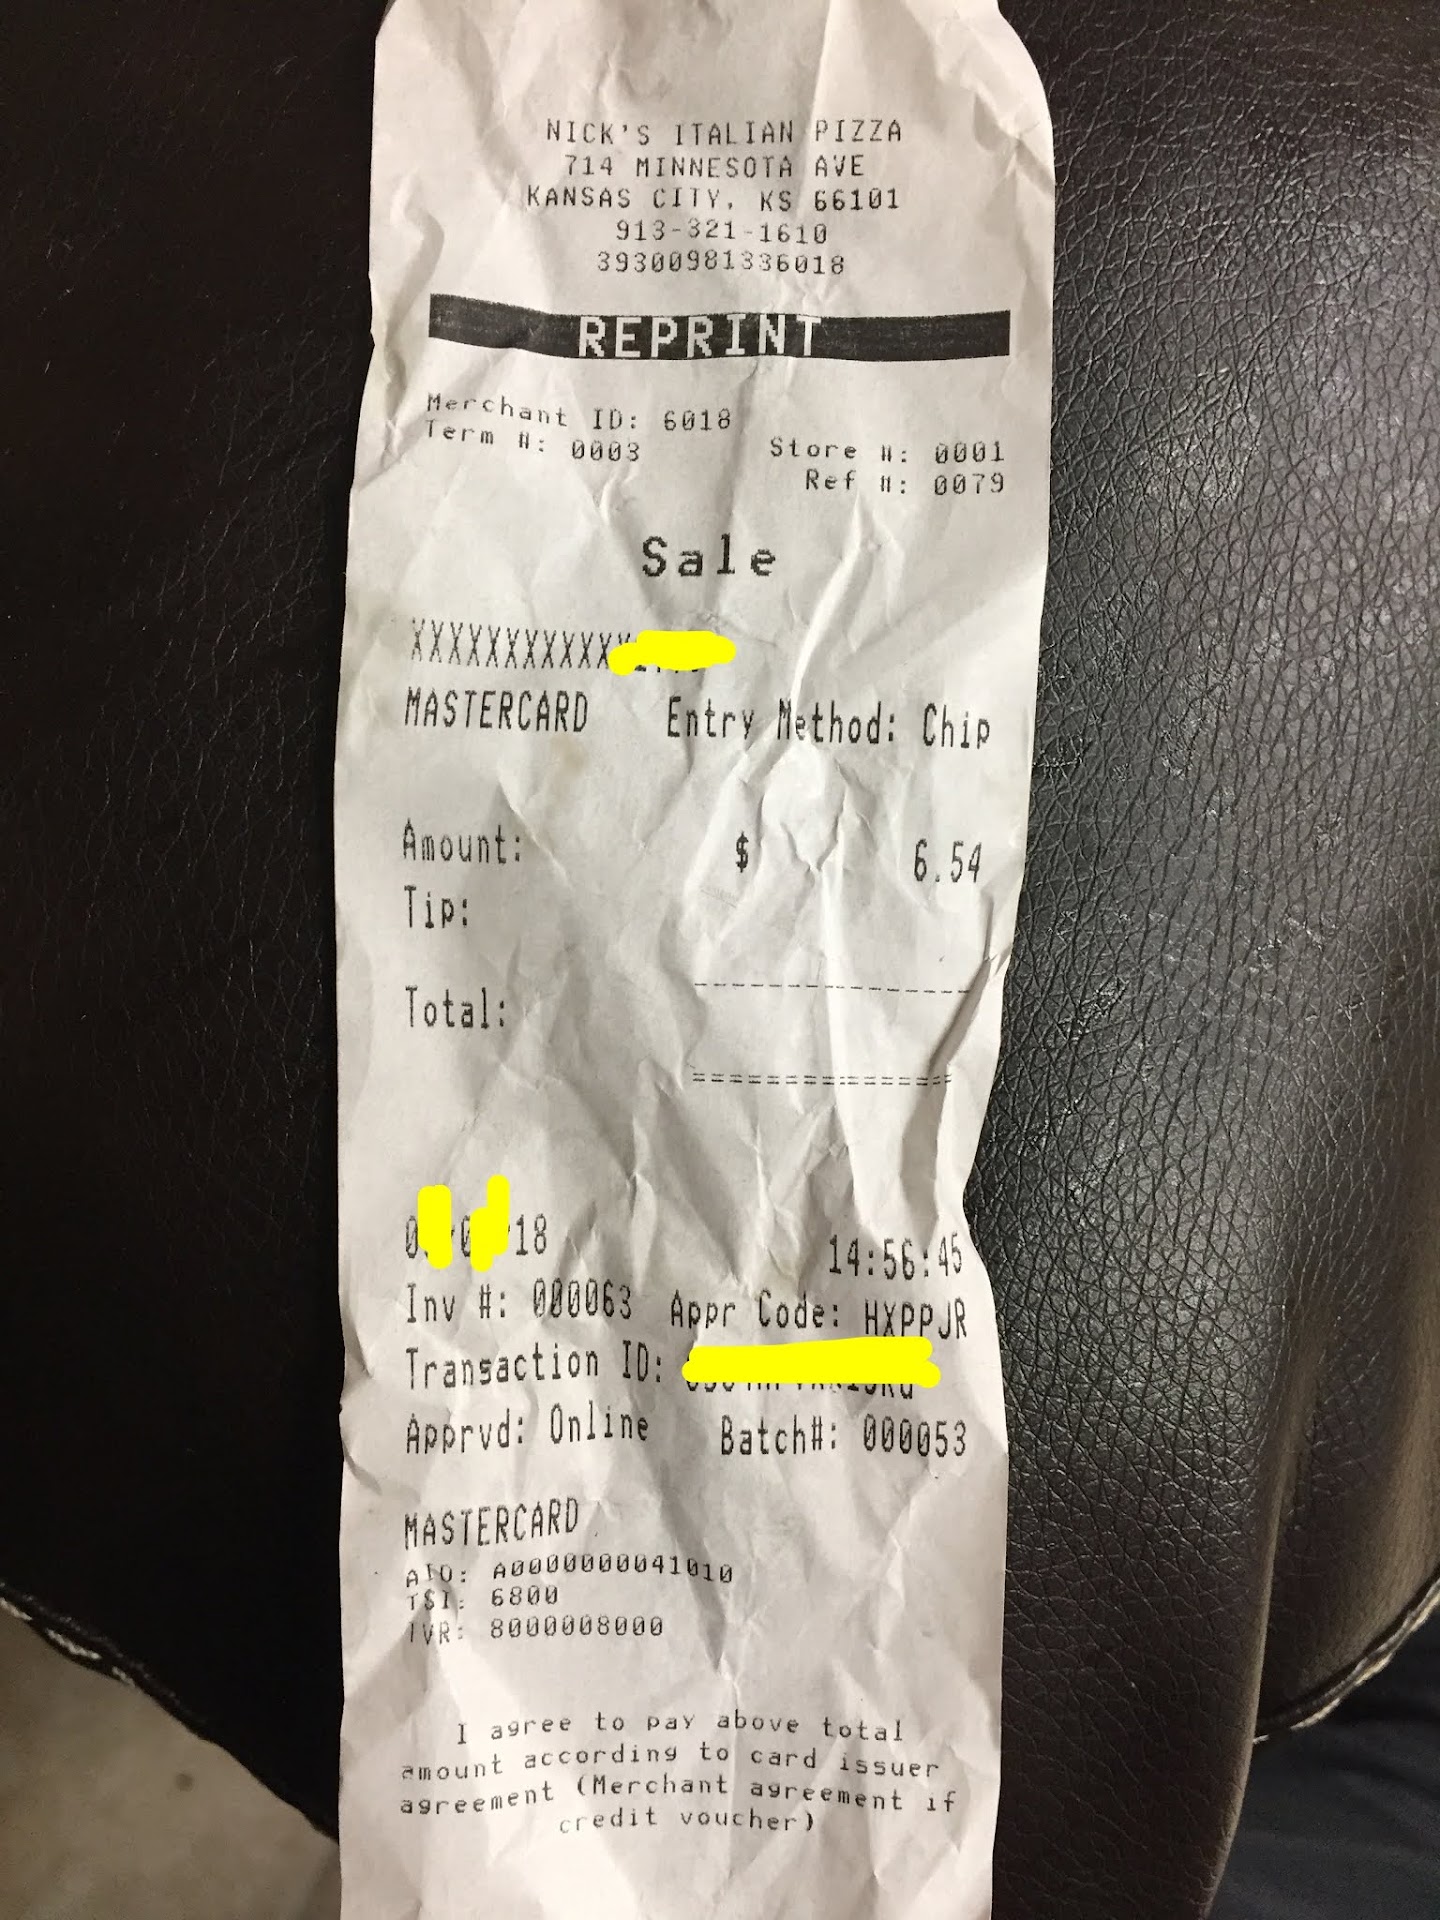 NICK'S ITALIAN PIZZA
714 MINNESOTA AVE
KANSAS CITY, KS 66101
913-321-1610
39300981336018
REPRINT
Merchant ID: 6018
Term #: 0003 Store #: 0001
Ref #: 0079
Sale
XXXXXXXXXXX
MASTERCARD Entry Method: Chip
Amount: $ 6.54
Tip:
Total:
18 14:56:45
Inv #: 000063 Appr Code: HXPPJR
Transaction ID:
Apprvd: Online Batch#: 000053
MASTERCARD
AID: A0000000041010
TSI: 6800
TVR: 8000008000
I agree to pay above total
amount according to card issuer
agreement (Merchant agreement if
credit voucher)